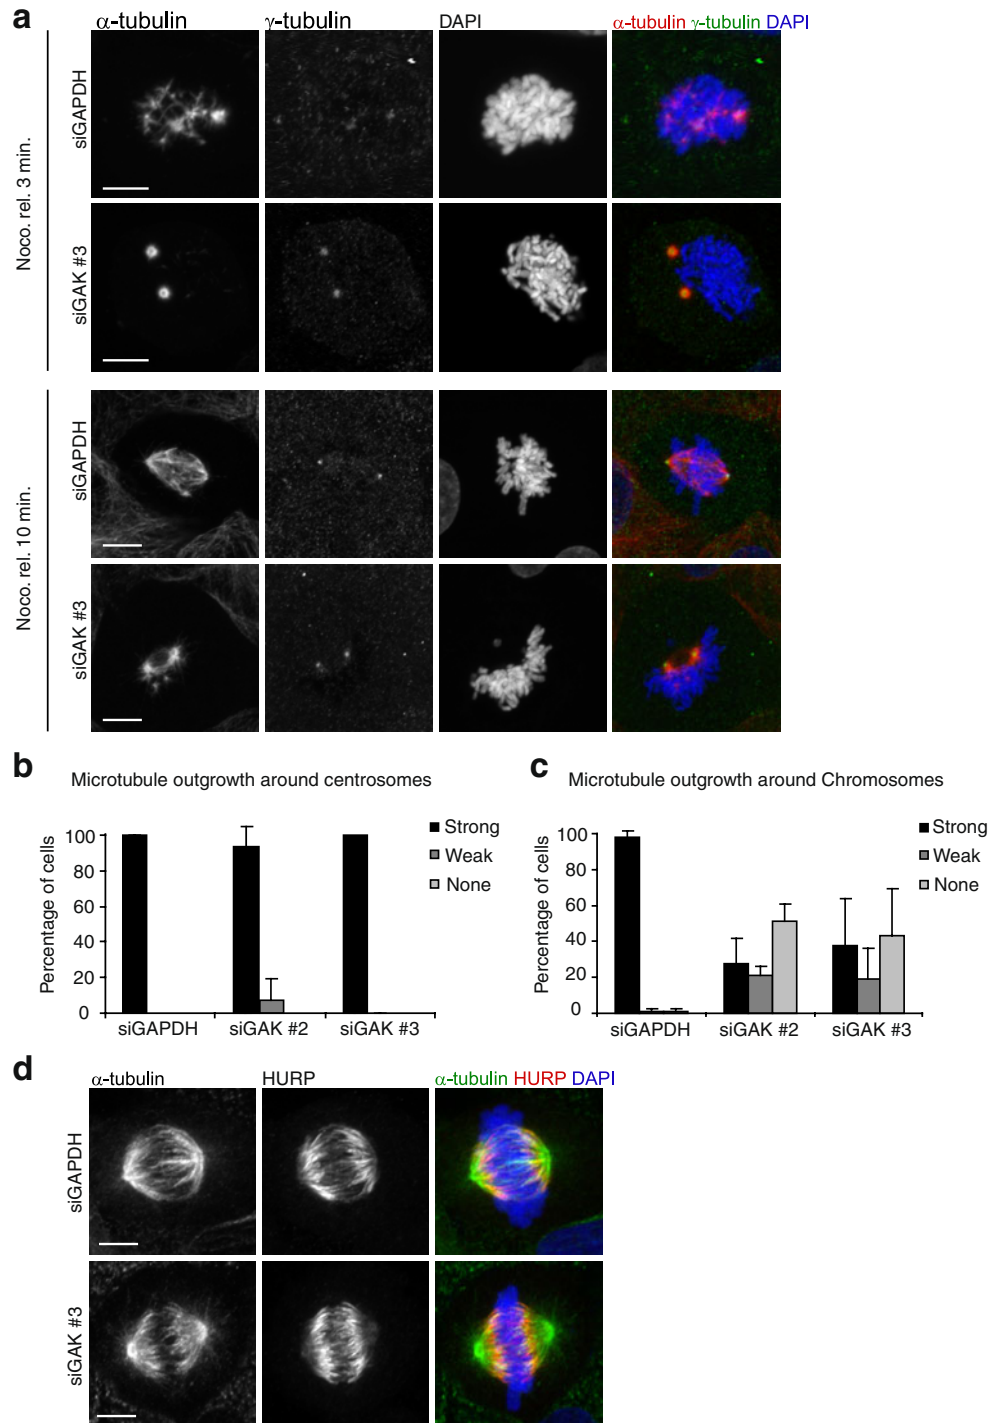 a
α-tubulin
γ-tubulin
DAPI
α-tubulin γ-tubulin DAPI
Noco. rel. 3 min.
siGAPDH
siGAK #3
Noco. rel. 10 min.
siGAPDH
siGAK #3
b
Microtubule outgrowth around centrosomes
Percentage of cells
100
80
60
40
20
0
siGAPDH
siGAK #2
siGAK #3
Strong
Weak
None
c
Microtubule outgrowth around Chromosomes
Percentage of cells
100
80
60
40
20
0
siGAPDH
siGAK #2
siGAK #3
Strong
Weak
None
d
α-tubulin
HURP
α-tubulin HURP DAPI
siGAPDH
siGAK #3